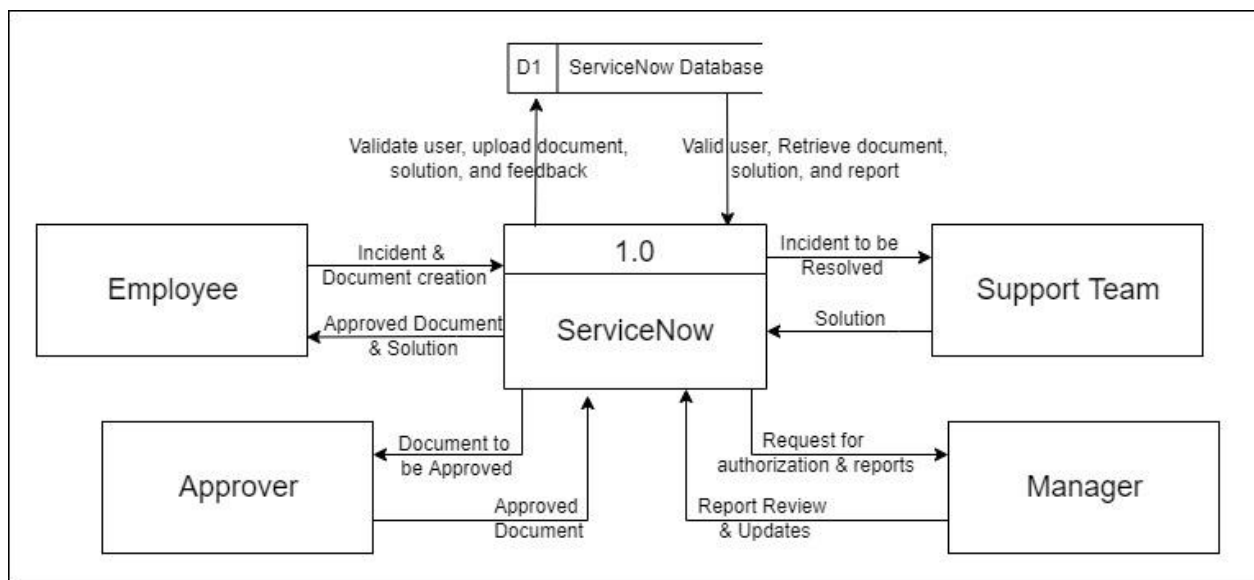 D1 ServiceNow Database
Validate user, upload document,
solution, and feedback
Valid user, Retrieve document,
solution, and report
Employee
Incident &
Document creation
Approved Document
& Solution
1.0
ServiceNow
Incident to be
Resolved
Solution
Support Team
Approver
Document to
be Approved
Approved
Document
Request for
authorization & reports
Report Review
& Updates
Manager